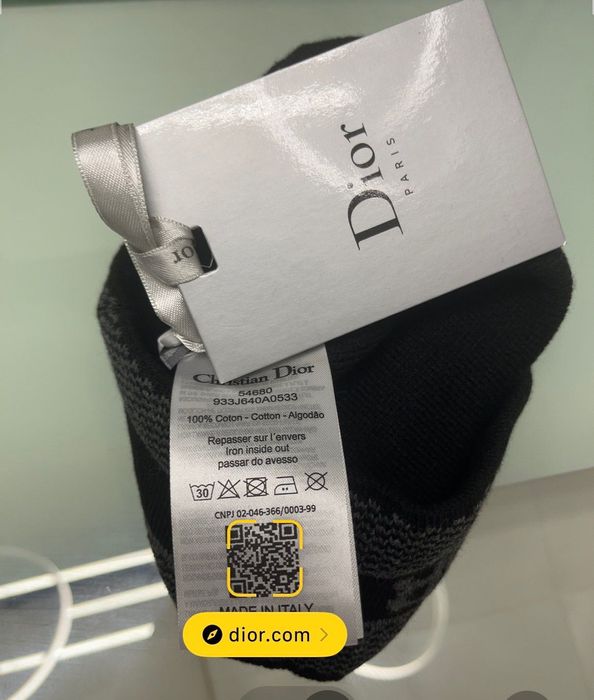 Dior
PARIS
Christian Dior
54680
933J640A0533
100% Coton - Cotton - Algodão
Repasser sur l´envers
Iron inside out
passar do avesso
30
CNPJ 02-046-366/0003-99
MADE IN ITALY
dior.com